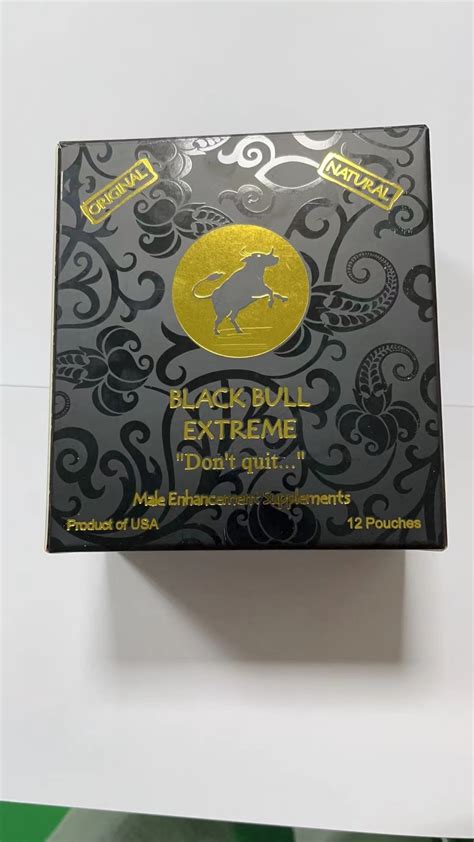 ORIGINAL
NATURAL
BLACK BULL
EXTREME
"Don't quit..."
Male Enhancement Supplements
Product of USA
12 Pouches